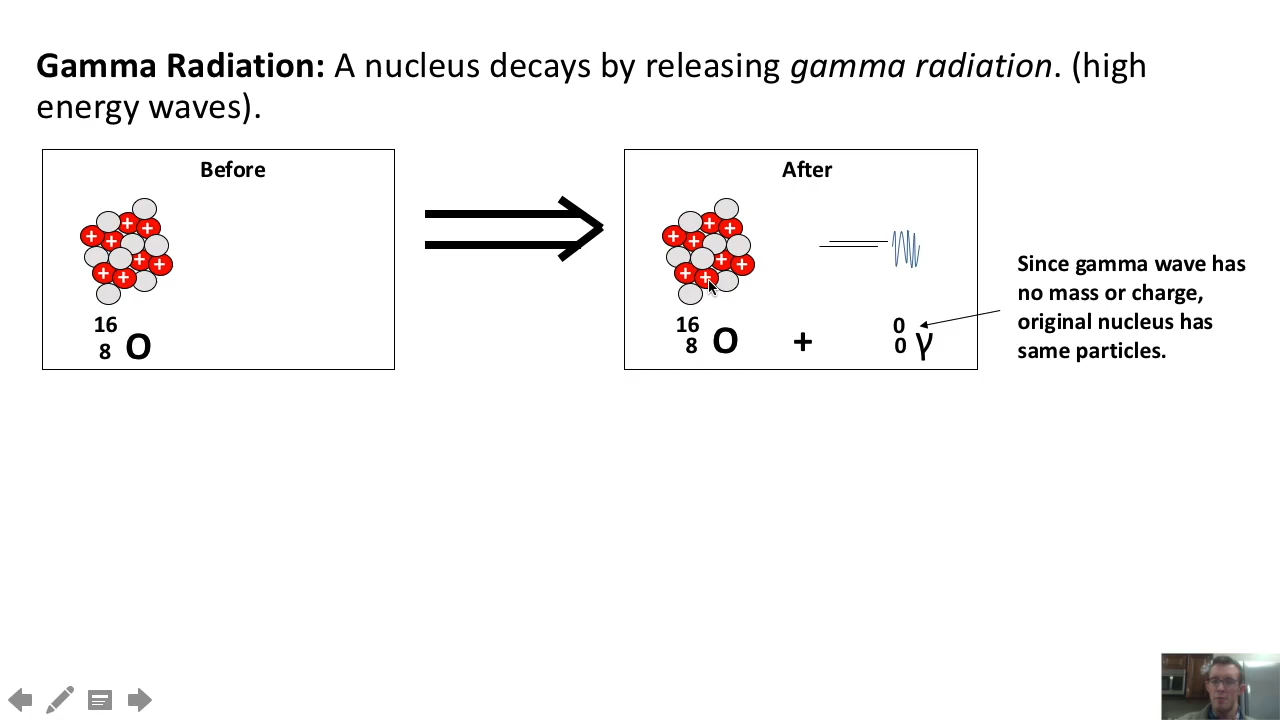 Gamma Radiation: A nucleus decays by releasing gamma radiation. (high
energy waves).
Before
+ +
+ +
+ +
+ +
16
8 O
After
+ +
+ +
+ +
+ +
16
8 O + 0
0 γ
Since gamma wave has
no mass or charge,
original nucleus has
same particles.